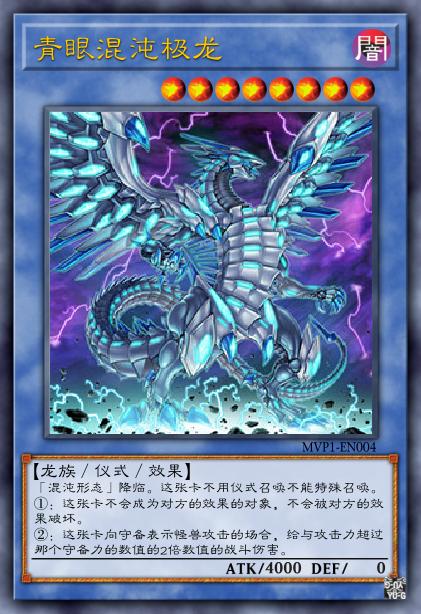 青眼混沌极龙
闇
MVP1-EN004
【龙族／仪式／效果】
「混沌形态」降临。这张卡不用仪式召唤不能特殊召唤。
①：这张卡不会成为对方的效果的对象，不会被对方的效
果破坏。
②：这张卡向守备表示怪兽攻击的场合，给与攻击力超过
那个守备力的数值的2倍数值的战斗伤害。
ATK/4000 DEF/ 0